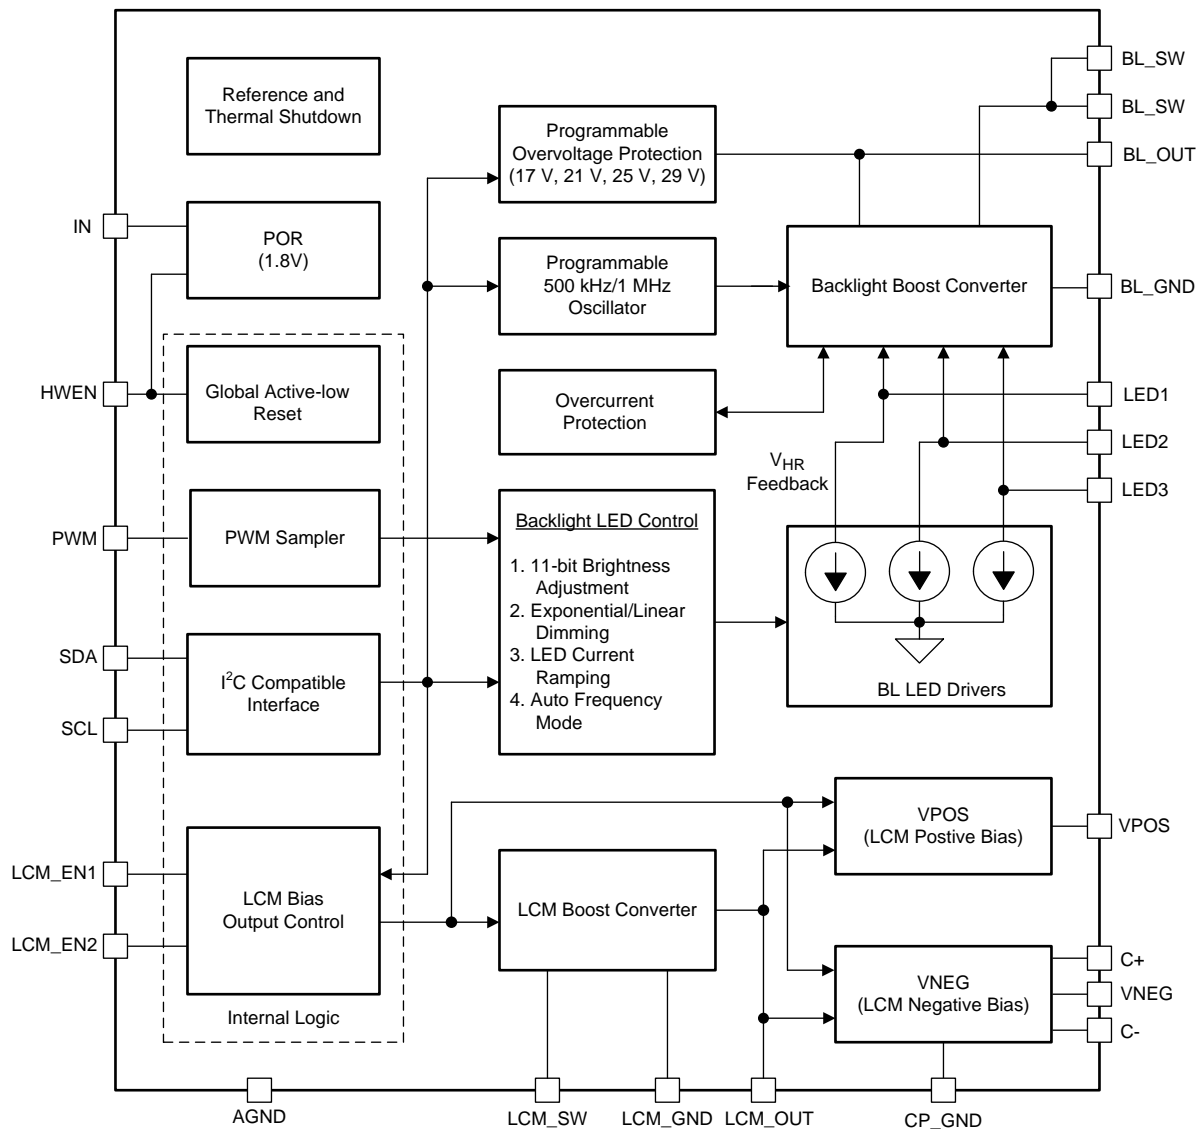 BL_SW
Reference and
Thermal Shutdown
BL_SW
Programmable
Overvoltage Protection
(17 V, 21 V, 25 V, 29 V)
BL_OUT
IN
POR
(1.8V)
Programmable
500 kHz/1 MHz
Oscillator
Backlight Boost Converter
BL_GND
HWEN
Global Active-low
Reset
Overcurrent
Protection
LED1
LED2
VHR
Feedback
LED3
PWM
PWM Sampler
Backlight LED Control
1. 11-bit Brightness
Adjustment
2. Exponential/Linear
Dimming
3. LED Current
Ramping
4. Auto Frequency
Mode
BL LED Drivers
SDA
I2C Compatible
Interface
SCL
VPOS
(LCM Postive Bias)
VPOS
LCM_EN1
LCM Bias
Output Control
LCM_EN2
LCM Boost Converter
VNEG
(LCM Negative Bias)
C+
VNEG
C-
Internal Logic
AGND
LCM_SW
LCM_GND
LCM_OUT
CP_GND